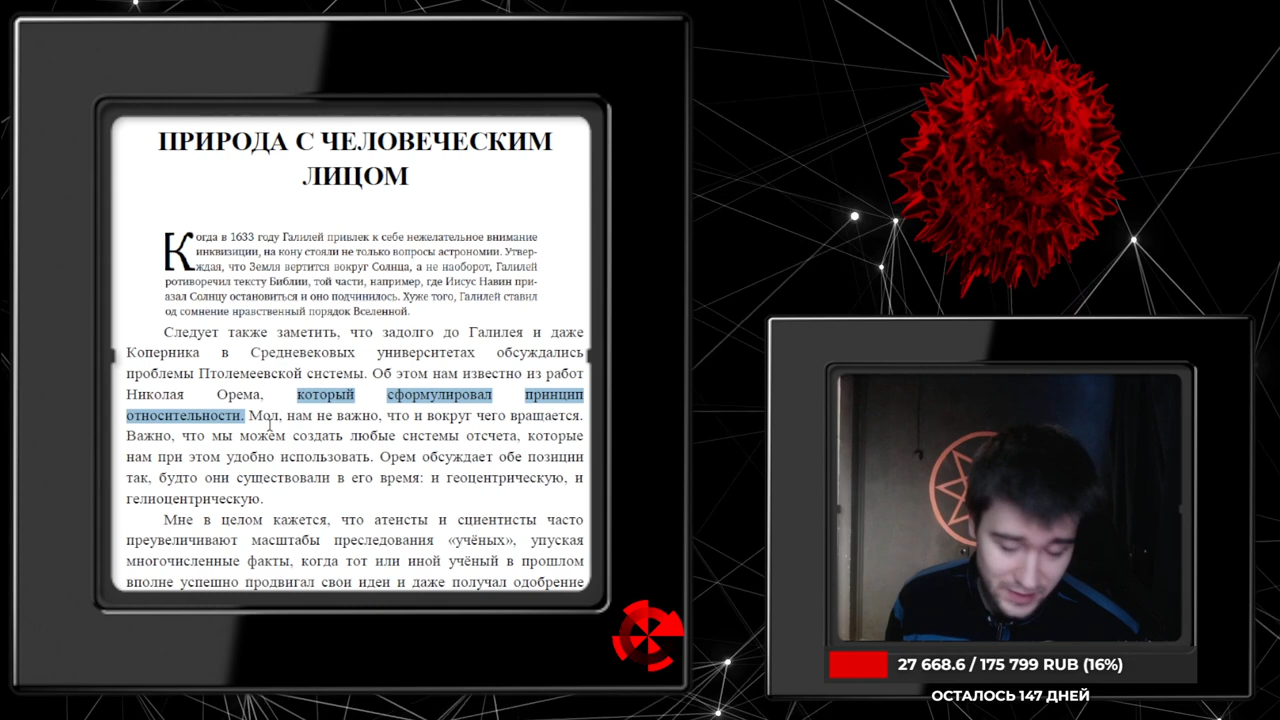 ПРИРОДА С ЧЕЛОВЕЧЕСКИМ
ЛИЦОМ
Когда в 1633 году Галилей привлек к себе нежелательное внимание
инквизиции, на кону стояли не только вопросы астрономии. Утвер-
ждая, что Земля вертится вокруг Солнца, а не наоборот, Галилей
ротиворечил тексту Библии, той части, например, где Иисус Навин при-
азал Солнцу остановиться и оно подчинилось. Хуже того, Галилей ставил
од сомнение нравственный порядок Вселенной.
Следует также заметить, что задолго до Галилея и даже
Коперника в Средневековых университетах обсуждались
проблемы Птолемеевской системы. Об этом нам известно из работ
Николая Орема, который сформулировал принцип
относительности. Мол, нам не важно, что и вокруг чего вращается.
Важно, что мы можем создать любые системы отсчета, которые
нам при этом удобно использовать. Орем обсуждает обе позиции
так, будто они существовали в его время: и геоцентрическую, и
гелиоцентрическую.
Мне в целом кажется, что атеисты и сциентисты часто
преувеличивают масштабы преследования «учёных», упуская
многочисленные факты, когда тот или иной учёный в прошлом
вполне успешно продвигал свои идеи и даже получал одобрение
27 668.6 / 175 799 RUB (16%)
ОСТАЛОСЬ 147 ДНЕЙ